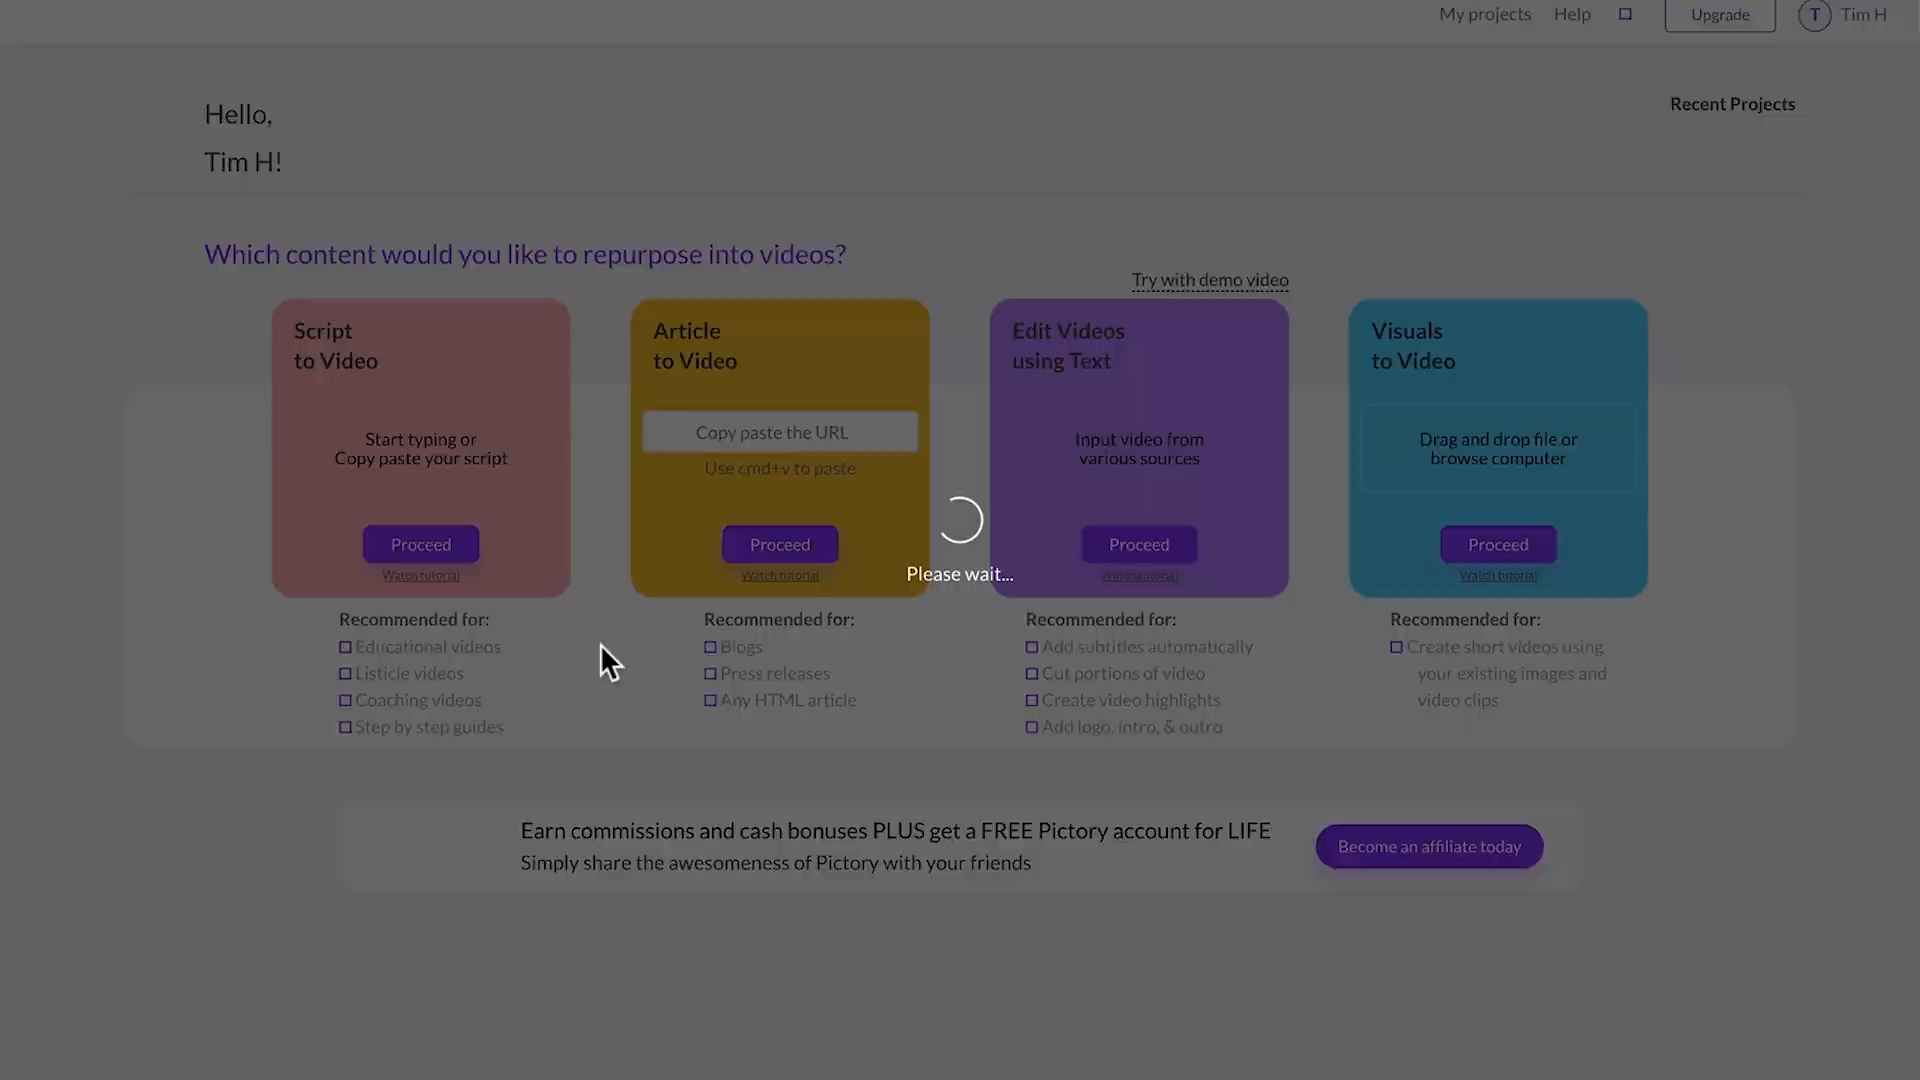 My projects Help Upgrade T Tim H
Hello,
Tim H!
Recent Projects
Which content would you like to repurpose into videos?
Try with demo video
Script
to Video
Start typing or
Copy paste your script
Proceed
Watch tutorial
Recommended for:
Educational videos
Listicle videos
Coaching videos
Step by step guides
Article
to Video
Copy paste the URL
Use cmd+v to paste
Proceed
Watch tutorial
Recommended for:
Blogs
Press releases
Any HTML article
Please wait...
Edit Videos
using Text
Input video from
various sources
Proceed
Watch tutorial
Recommended for:
Add subtitles automatically
Cut portions of video
Create video highlights
Add logo, intro, & outro
Visuals
to Video
Drag and drop file or
browse computer
Proceed
Watch tutorial
Recommended for:
Create short videos using
your existing images and
video clips
Earn commissions and cash bonuses PLUS get a FREE Pictory account for LIFE
Simply share the awesomeness of Pictory with your friends
Become an affiliate today